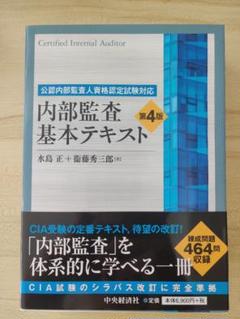 Certified Internal Auditor
公認内部監査人資格認定試験対応
内部監査
基本テキスト
第4版
水島 正＋衞藤秀三郎[著]
CIA受験の定番テキスト、待望の改訂!
「内部監査」を
体系的に学べる一冊
練成問題
464問
収録
CIA試験のシラバス改訂に完全準拠
中央経済社
定価
本体6,900円+税